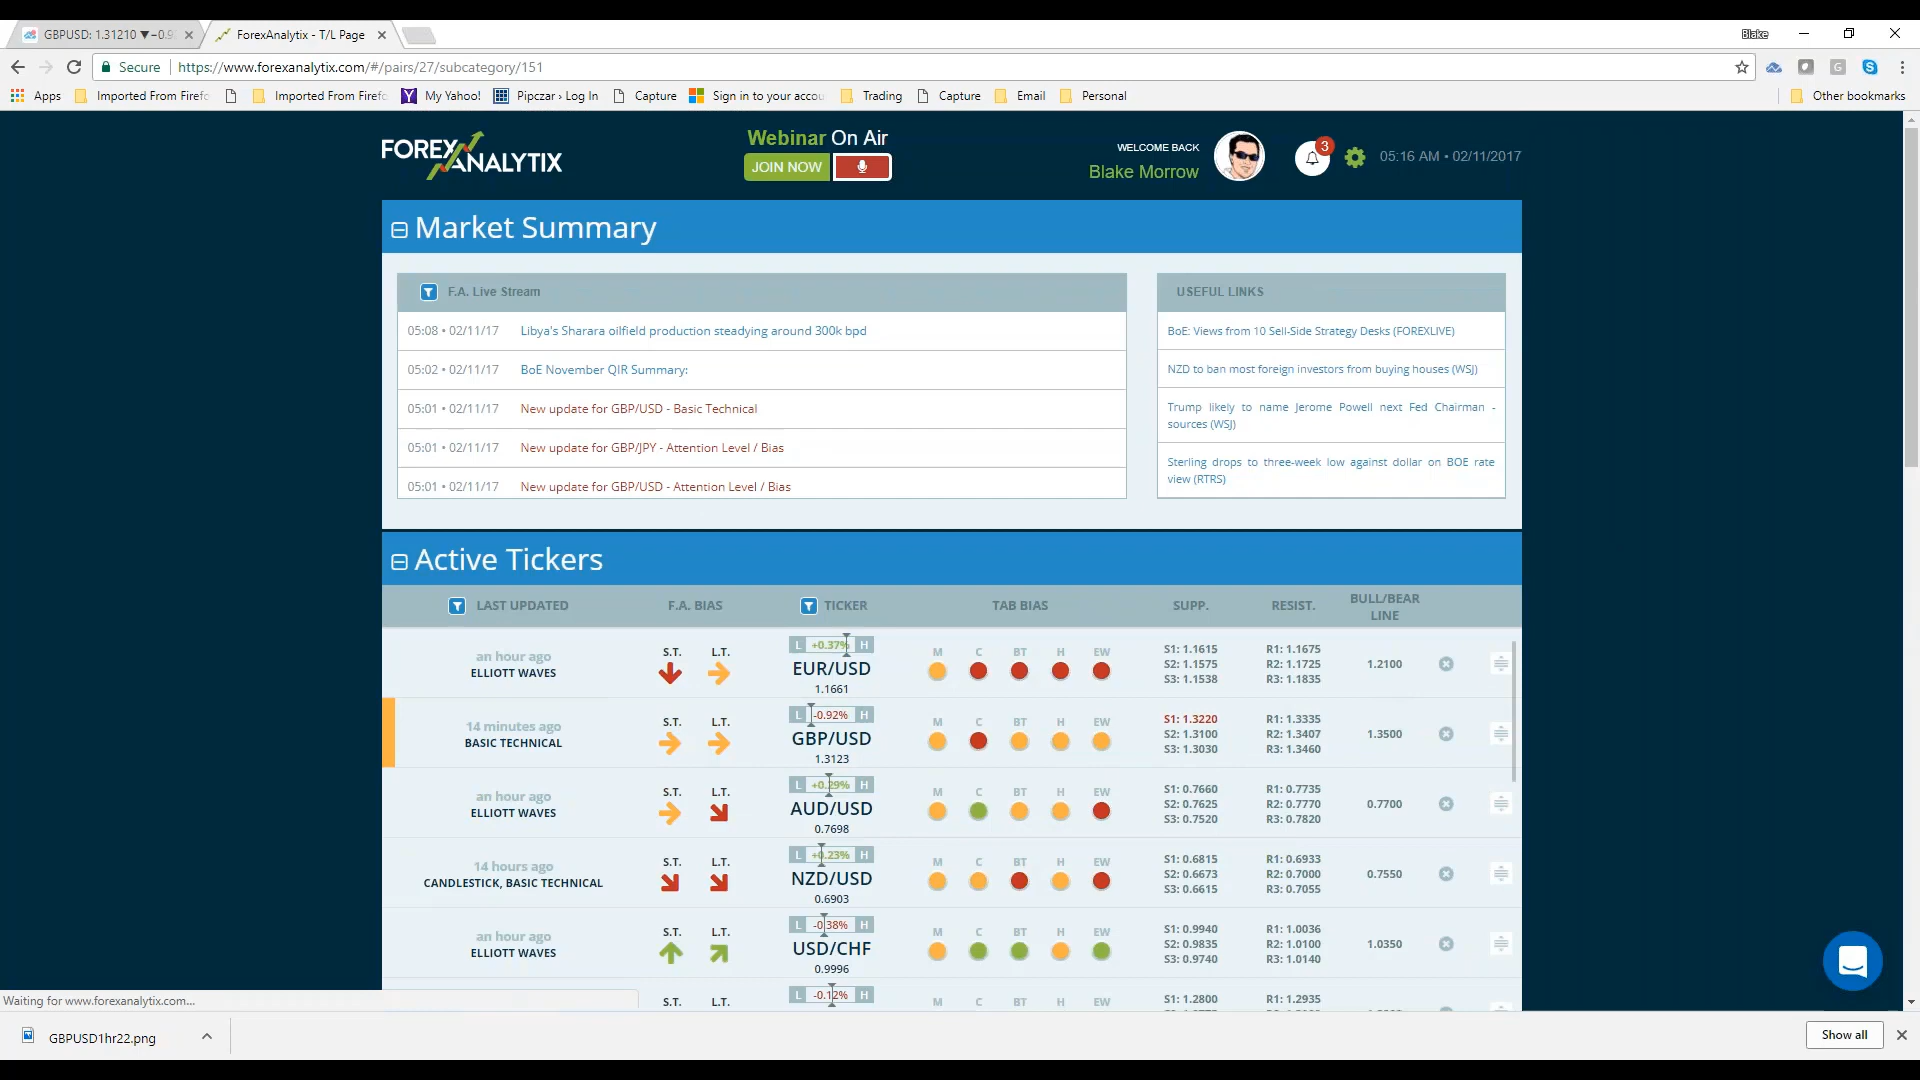 GBPUSD: 1.31210 ▼−0.9
ForexAnalytix - T/L Page
Blake
Secure
https://www.forexanalytix.com/#/pairs/27/subcategory/151
Apps
Imported From Firefo
Imported From Firefo
My Yahoo!
Pipczar › Log In
Capture
Sign in to your accou
Trading
Capture
Email
Personal
Other bookmarks
FOREX ANALYTIX
Webinar On Air
JOIN NOW
WELCOME BACK
Blake Morrow
3
05:16 AM • 02/11/2017
Market Summary
F.A. Live Stream
05:08 • 02/11/17 Libya's Sharara oilfield production steadying around 300k bpd
05:02 • 02/11/17 BoE November QIR Summary:
05:01 • 02/11/17 New update for GBP/USD - Basic Technical
05:01 • 02/11/17 New update for GBP/JPY - Attention Level / Bias
05:01 • 02/11/17 New update for GBP/USD - Attention Level / Bias
USEFUL LINKS
BoE: Views from 10 Sell-Side Strategy Desks (FOREXLIVE)
NZD to ban most foreign investors from buying houses (WSJ)
Trump likely to name Jerome Powell next Fed Chairman -
sources (WSJ)
Sterling drops to three-week low against dollar on BOE rate
view (RTRS)
Active Tickers
LAST UPDATED F.A. BIAS TICKER TAB BIAS SUPP. RESIST. BULL/BEAR
LINE
L +0.37% H
an hour ago S.T. L.T. M C BT H EW S1: 1.1615 R1: 1.1675
ELLIOTT WAVES EUR/USD S2: 1.1575 R2: 1.1725 1.2100
1.1661 S3: 1.1538 R3: 1.1835
L -0.92% H
14 minutes ago S.T. L.T. M C BT H EW S1: 1.3220 R1: 1.3335
BASIC TECHNICAL GBP/USD S2: 1.3100 R2: 1.3407 1.3500
1.3123 S3: 1.3030 R3: 1.3460
L +0.29% H
an hour ago S.T. L.T. M C BT H EW S1: 0.7660 R1: 0.7735
ELLIOTT WAVES AUD/USD S2: 0.7625 R2: 0.7770 0.7700
0.7698 S3: 0.7520 R3: 0.7820
L +0.23% H
14 hours ago S.T. L.T. M C BT H EW S1: 0.6815 R1: 0.6933
CANDLESTICK, BASIC TECHNICAL NZD/USD S2: 0.6673 R2: 0.7000 0.7550
0.6903 S3: 0.6615 R3: 0.7055
L -0.38% H
an hour ago S.T. L.T. M C BT H EW S1: 0.9940 R1: 1.0036
ELLIOTT WAVES USD/CHF S2: 0.9835 R2: 1.0100 1.0350
0.9996 S3: 0.9740 R3: 1.0140
L -0.12% H
S.T. L.T. M C BT H EW S1: 1.2800 R1: 1.2935
Waiting for www.forexanalytix.com...
GBPUSD1hr22.png
Show all